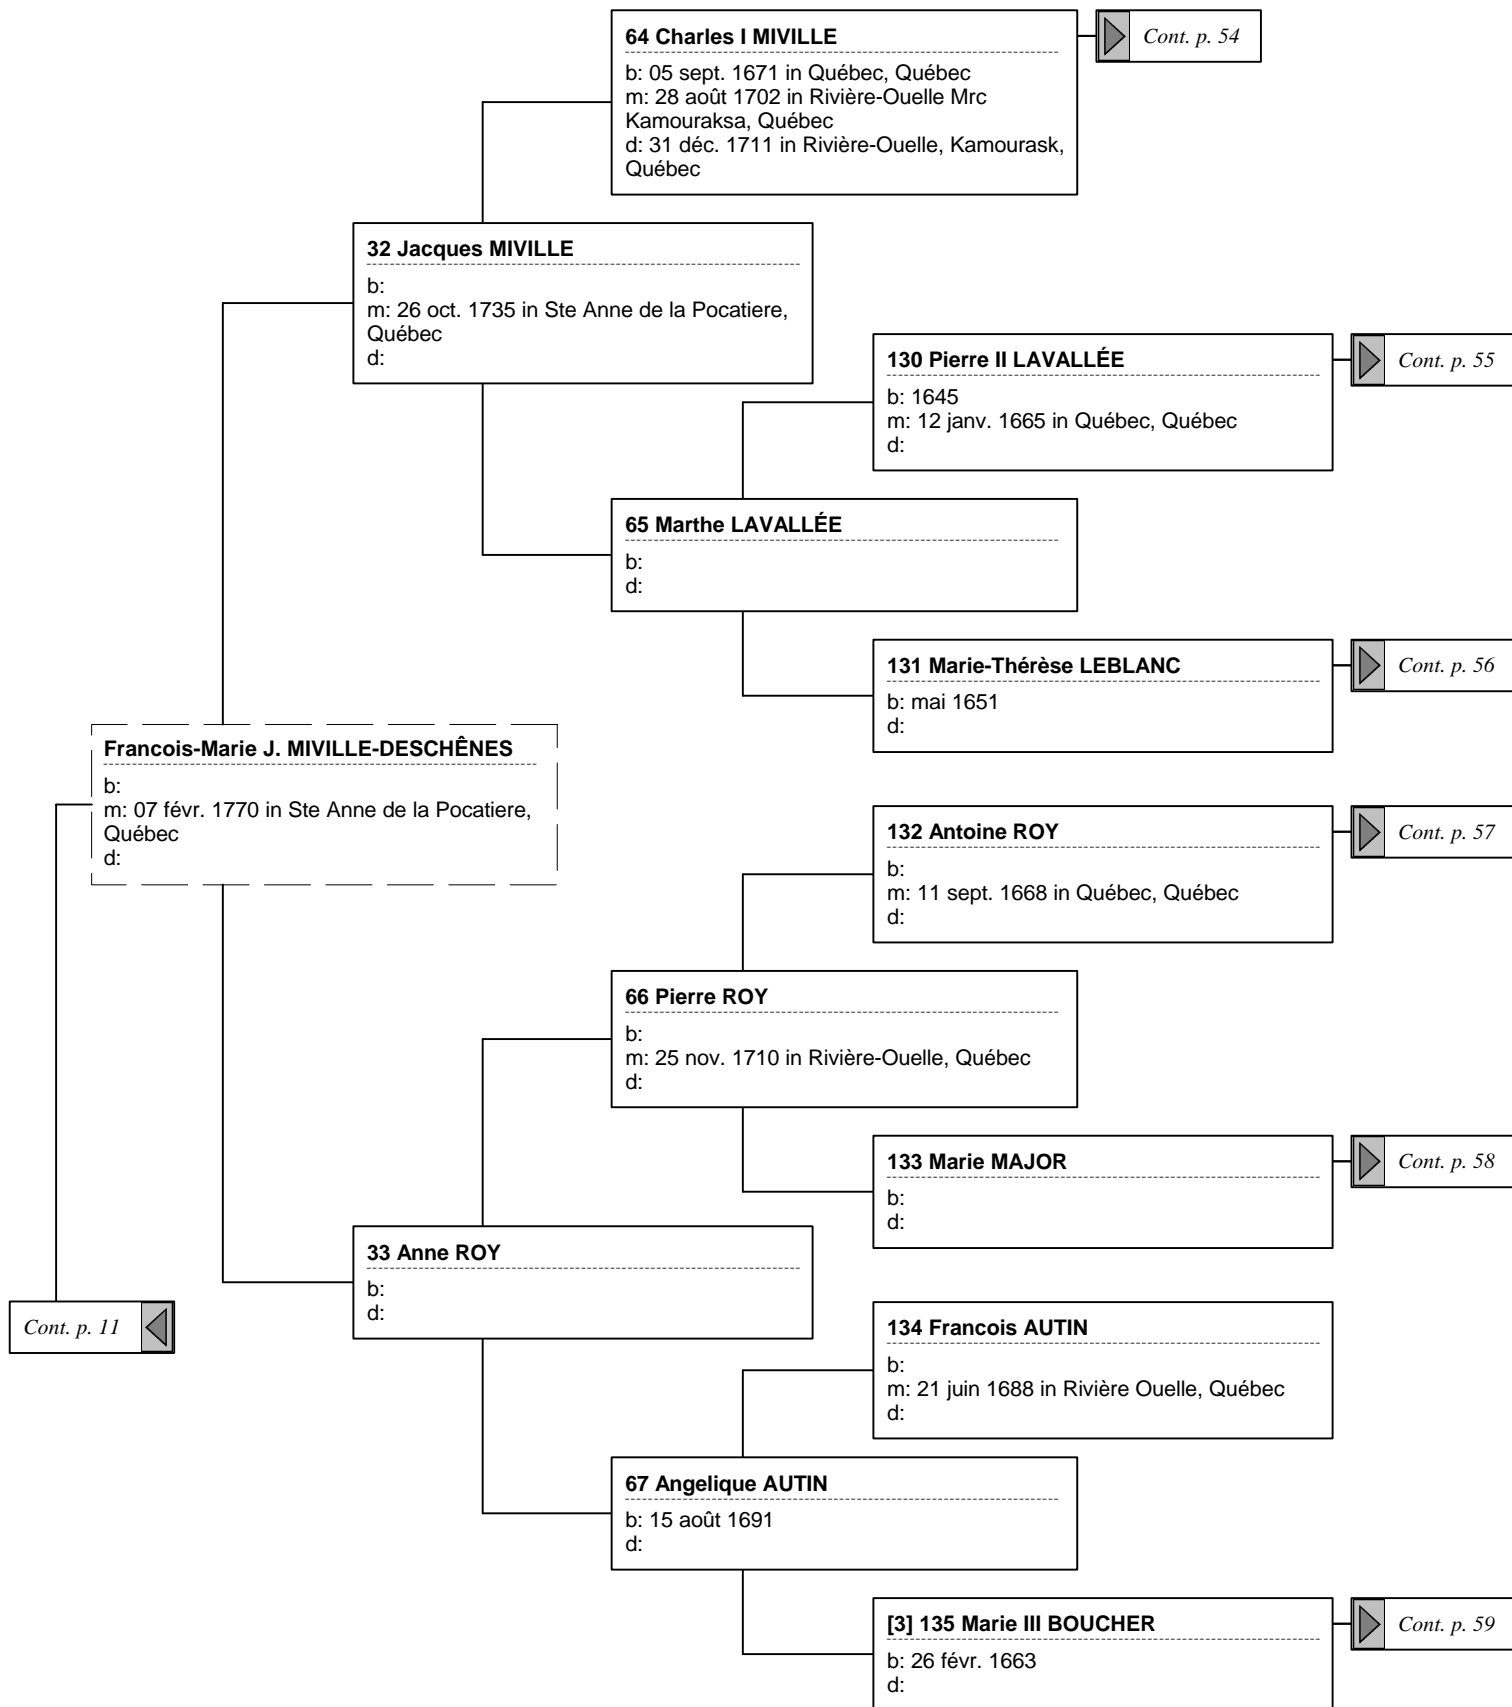 64 Charles I MIVILLE
b: 05 sept. 1671 in Québec, Québec
m: 28 août 1702 in Rivière-Ouelle Mrc
Kamouraksa, Québec
d: 31 déc. 1711 in Rivière-Ouelle, Kamourask,
Québec
Cont. p. 54
32 Jacques MIVILLE
b:
m: 26 oct. 1735 in Ste Anne de la Pocatiere,
Québec
d:
130 Pierre II LAVALLÉE
b: 1645
m: 12 janv. 1665 in Québec, Québec
d:
Cont. p. 55
65 Marthe LAVALLÉE
b:
d:
131 Marie-Thérèse LEBLANC
b: mai 1651
d:
Cont. p. 56
Francois-Marie J. MIVILLE-DESCHÊNES
b:
m: 07 févr. 1770 in Ste Anne de la Pocatiere,
Québec
d:
132 Antoine ROY
b:
m: 11 sept. 1668 in Québec, Québec
d:
Cont. p. 57
66 Pierre ROY
b:
m: 25 nov. 1710 in Rivière-Ouelle, Québec
d:
133 Marie MAJOR
b:
d:
Cont. p. 58
33 Anne ROY
b:
d:
Cont. p. 11
134 Francois AUTIN
b:
m: 21 juin 1688 in Rivière Ouelle, Québec
d:
67 Angelique AUTIN
b: 15 août 1691
d:
[3] 135 Marie III BOUCHER
b: 26 févr. 1663
d:
Cont. p. 59